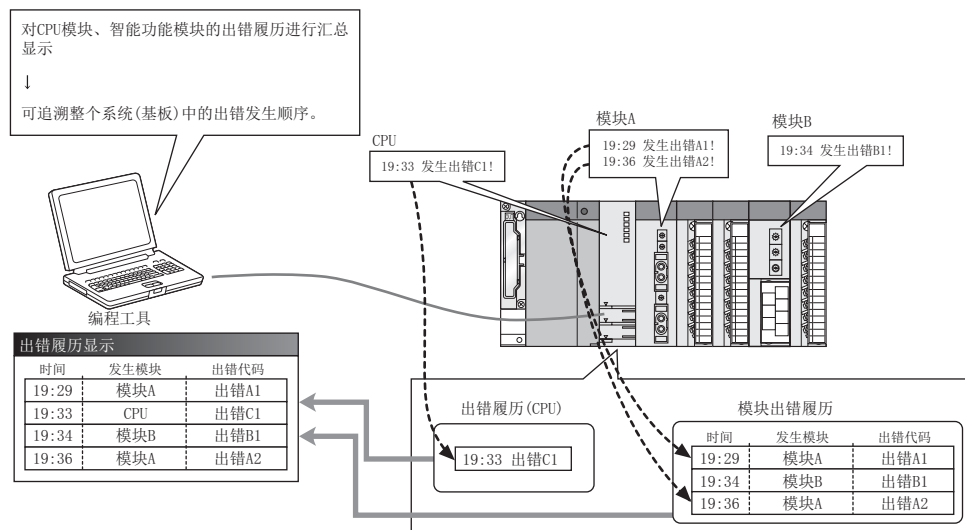 对CPU模块、智能功能模块的出错履历进行汇总
显示
↓
可追溯整个系统(基板)中的出错发生顺序。
CPU
19:33 发生出错C1!
模块A
19:29 发生出错A1!
19:36 发生出错A2!
模块B
19:34 发生出错B1!
编程工具
出错履历显示
时间 发生模块 出错代码
19:29 模块A 出错A1
19:33 CPU 出错C1
19:34 模块B 出错B1
19:36 模块A 出错A2
出错履历(CPU)
19:33 出错C1
模块出错履历
时间 发生模块 出错代码
19:29 模块A 出错A1
19:34 模块B 出错B1
19:36 模块A 出错A2